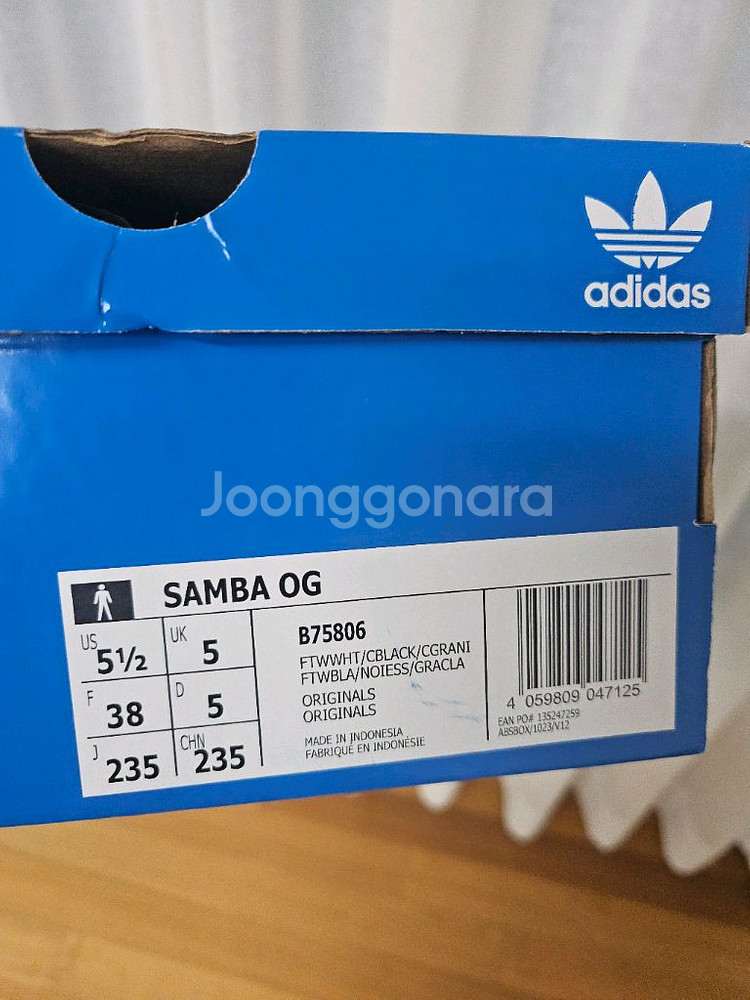 adidas
Joonggonara
SAMBA OG
US 5½ UK 5
F 38 D 5
J 235 CHN 235
B75806
FTWWHT/CBLACK/CGRANI
FTWBLA/NOIESS/GRACLA
ORIGINALS
ORIGINALS
MADE IN INDONESIA
FABRIQUÉ EN INDONÉSIE
4 059809 047125
EAN PO# 135247259
ABSBOX/1023/V12